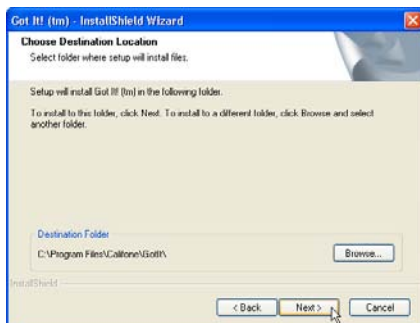 Got It! (tm) - InstallShield Wizard
Choose Destination Location
Select folder where setup will install files.
Setup will install Got It! (tm) in the following folder.
To install to this folder, click Next. To install to a different folder, click Browse and select
another folder.
Destination Folder
C:\Program Files\Califone\GotIt\
Browse...
InstallShield
< Back
Next >
Cancel